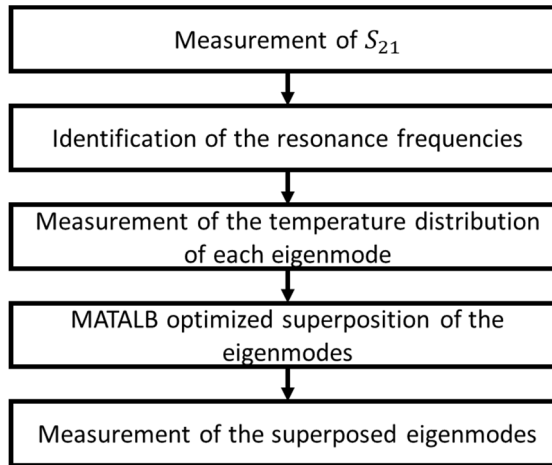 Measurement of S₂₁
Identification of the resonance frequencies
Measurement of the temperature distribution
of each eigenmode
MATALB optimized superposition of the
eigenmodes
Measurement of the superposed eigenmodes